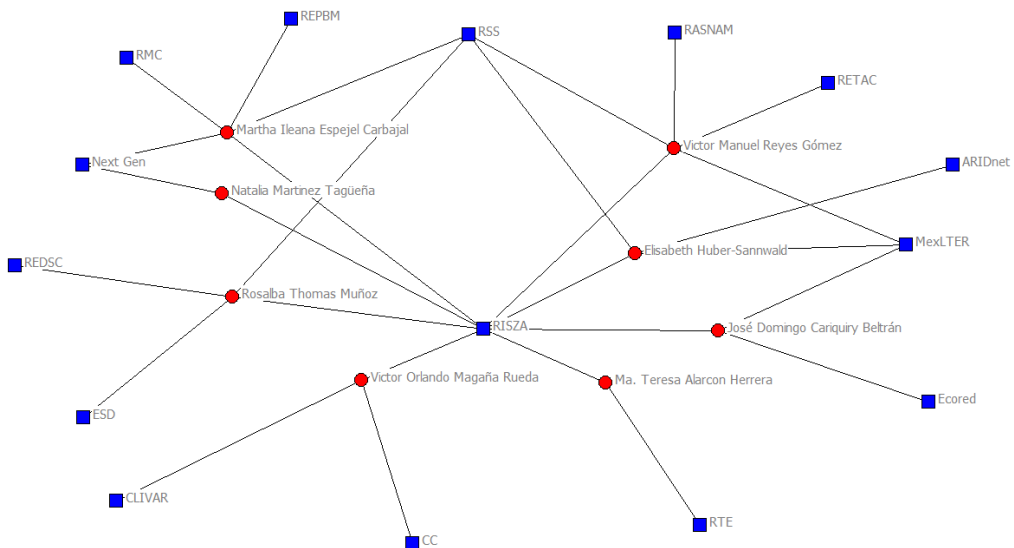 REPBM
RSS
RASNAM
RMC
RETAC
Martha Ileana Espejel Carbajal
Victor Manuel Reyes Gómez
Next Gen
ARIDnet
Natalia Martinez Tagüeña
MexLTER
Elisabeth Huber-Sannwald
REDSC
Rosalba Thomas Muñoz
RISZA
José Domingo Cariquiry Beltrán
Victor Orlando Magaña Rueda
Ma. Teresa Alarcon Herrera
Ecored
ESD
CLIVAR
RTE
CC